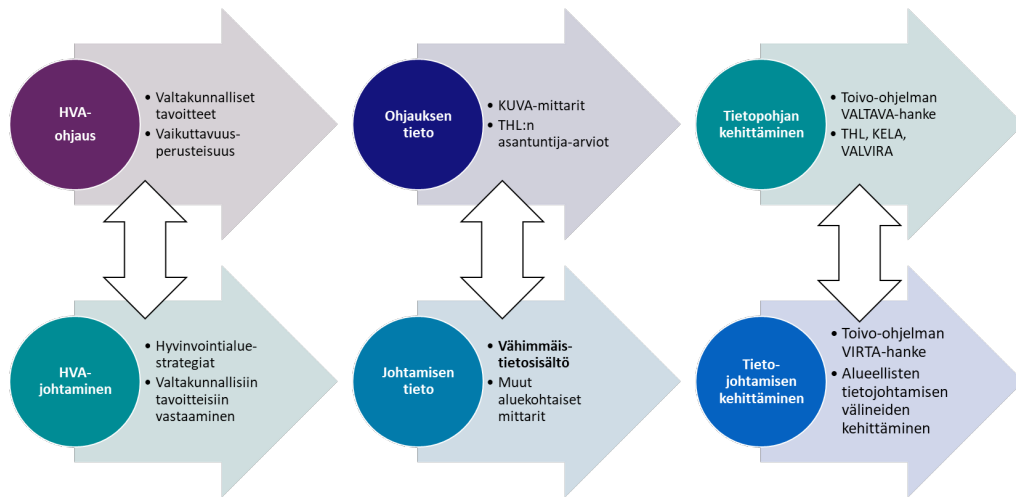 HVA-
ohjaus
• Valtakunnalliset
tavoitteet
• Vaikuttavuus-
perusteisuus
Ohjauksen
tieto
• KUVA-mittarit
• THL:n
asantuntija-arviot
Tietopohjan
kehittäminen
• Toivo-ohjelman
VALTAVA-hanke
• THL, KELA,
VALVIRA
HVA-
johtaminen
• Hyvinvointialue-
strategiat
• Valtakunnallisiin
tavoitteisiin
vastaaminen
Johtamisen
tieto
• Vähimmäis-
tietosisältö
• Muut
aluekohtaiset
mittarit
Tieto-
johtamisen
kehittäminen
• Toivo-ohjelman
VIRTA-hanke
• Alueellisten
tietojohtamisen
välineiden
kehittäminen